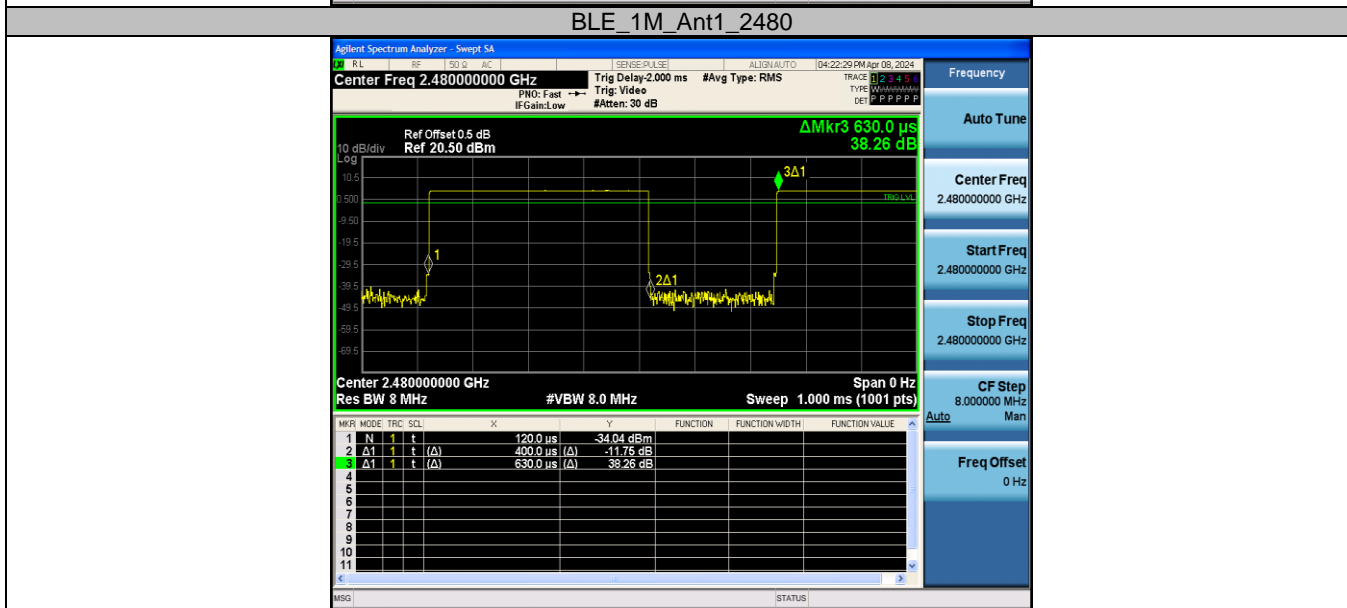 BLE_1M_Ant1_2480
Agilent Spectrum Analyzer - Swept SA
RL RF 50 Ω AC SENSE:PULSE ALIGNAUTO 04:22:29 PM Apr 08, 2024
Center Freq 2.480000000 GHz Trig Delay-2.000 ms #Avg Type: RMS TRACE 1 2 3 4 5 6
PNO: Fast Trig: Video TYPE
IFGain:Low #Atten: 30 dB DET P P P P P P
Frequency
Auto Tune
Center Freq
2.480000000 GHz
Start Freq
2.480000000 GHz
Stop Freq
2.480000000 GHz
CF Step
8.000000 MHz
Auto Man
Freq Offset
0 Hz
ΔMkr3 630.0 µs
38.26 dB
Ref Offset 0.5 dB
10 dB/div Ref 20.50 dBm
Log
10.5
0.500
-9.50
-19.5
-29.5
-39.5
-49.5
-59.5
-69.5
3Δ1
TRIG LVL
1
2Δ1
Center 2.480000000 GHz Span 0 Hz
Res BW 8 MHz #VBW 8.0 MHz Sweep 1.000 ms (1001 pts)
MKR MODE TRC SCL X Y FUNCTION FUNCTION WIDTH FUNCTION VALUE
1 N 1 t 120.0 µs -34.04 dBm
2 Δ1 1 t (Δ) 400.0 µs (Δ) -11.75 dB
3 Δ1 1 t (Δ) 630.0 µs (Δ) 38.26 dB
4
5
6
7
8
9
10
11
MSG STATUS